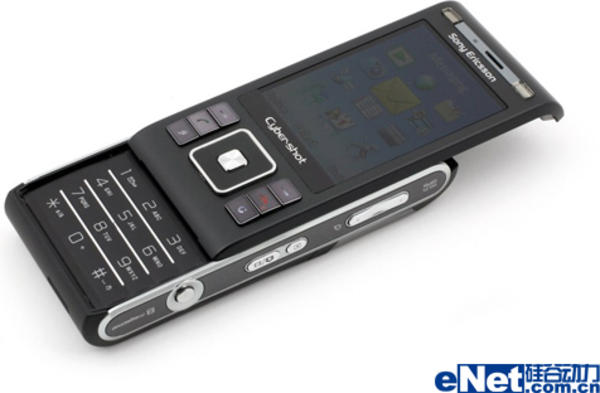 Sony Ericsson
Cyber-shot
1
2 ABC
3 DEF
4 GHI
5 JKL
6 MNO
7 PQRS
8 TUV
9 WXYZ
*
0 +
#
eNet硅谷动力
.com.cn